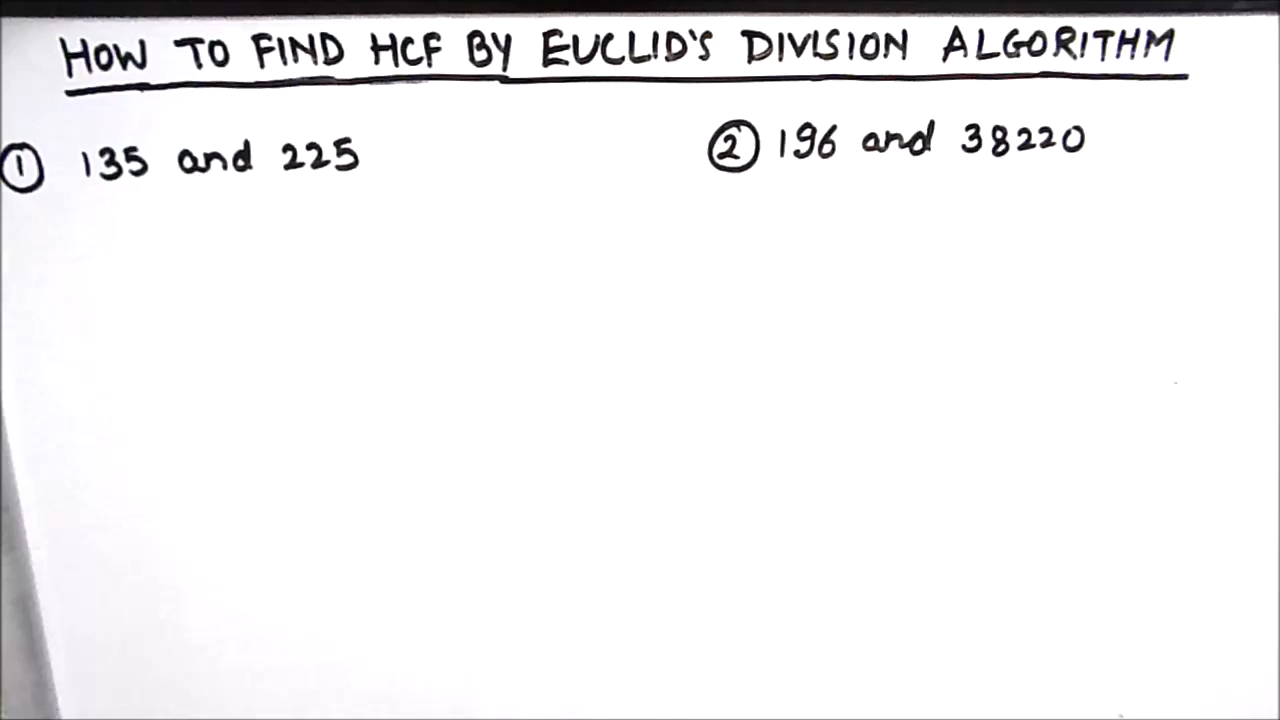 HOW TO FIND HCF BY EUCLID'S DIVISION ALGORITHM
① 135 and 225
② 196 and 38220